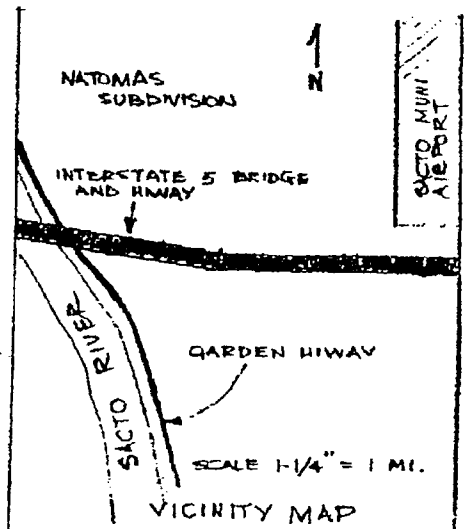 N
NATOMAS
SUBDIVISION
SACTO MUNI
AIRPORT
INTERSTATE 5 BRIDGE
AND HIWAY
SACTO RIVER
GARDEN HIWAY
SCALE 1-1/4" = 1 MI.
VICINITY MAP